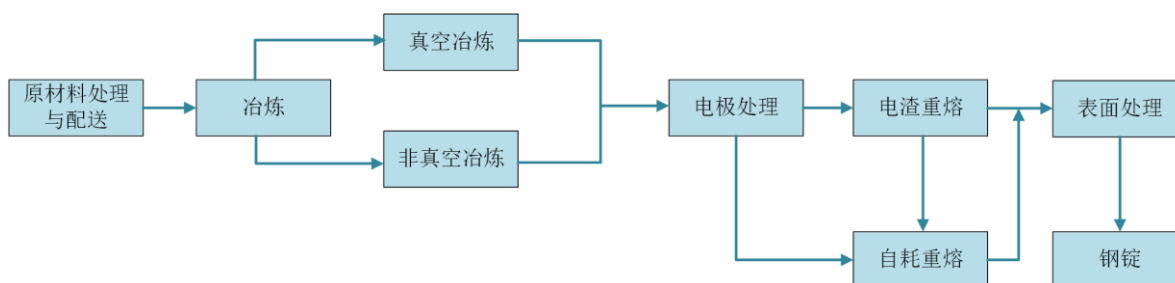 原材料处理
与配送
冶炼
真空冶炼
非真空冶炼
电极处理
电渣重熔
自耗重熔
表面处理
钢锭